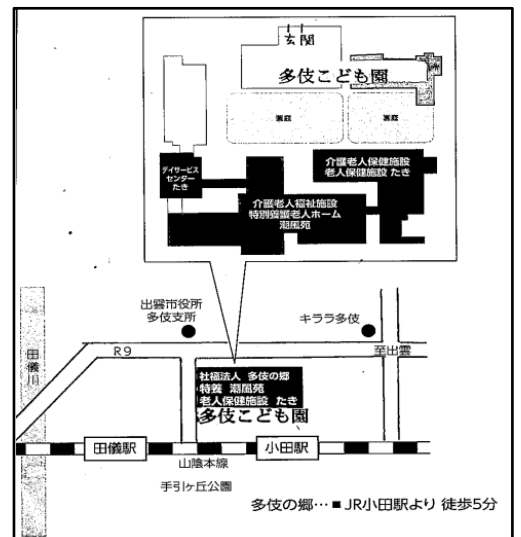 玄関
多伎こども園
園庭
園庭
デイサービス
センター
たき
介護老人保健施設
老人保健施設 たき
介護老人福祉施設
特別養護老人ホーム
潮風苑
出雲市役所
多伎支所
キララ多伎
田儀川
R9
至出雲
社会福祉法人 多伎の郷
特養 潮風苑
老人保健施設 たき
多伎こども園
田儀駅
小田駅
山陰本線
手引ヶ丘公園
多伎の郷…■JR小田駅より 徒歩5分